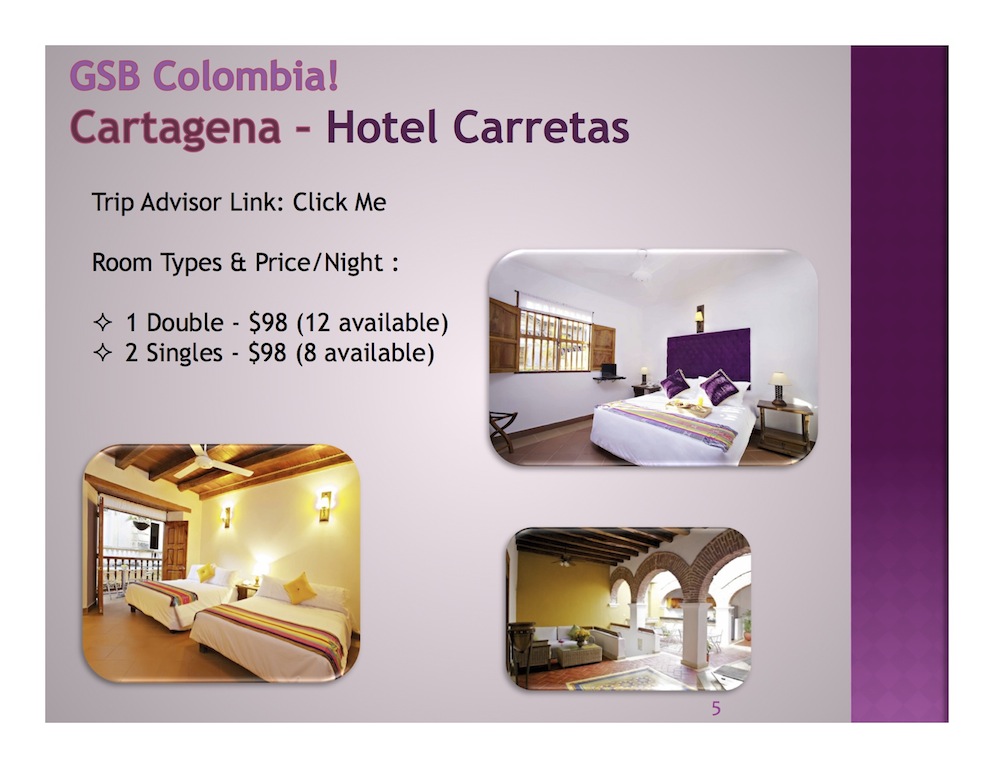 GSB Colombia!
Cartagena – Hotel Carretas
Trip Advisor Link: Click Me
Room Types & Price/Night :
✧ 1 Double - $98 (12 available)
✧ 2 Singles - $98 (8 available)
5